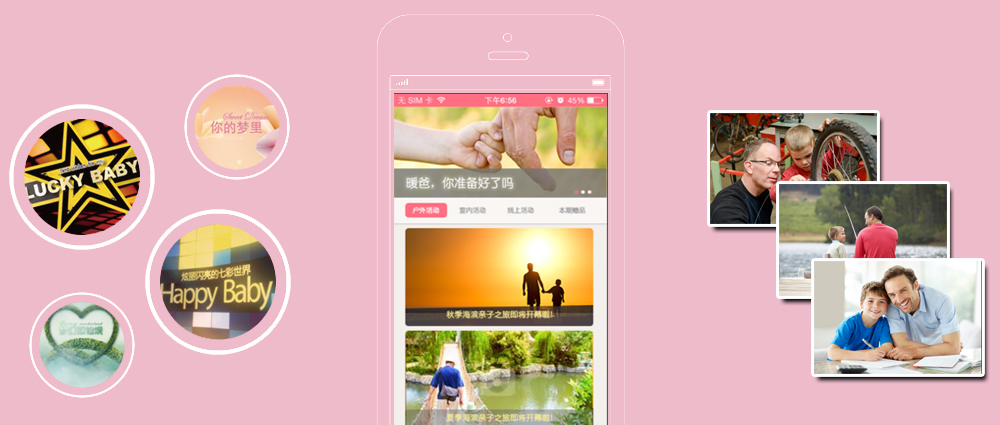 LUCKY BABY
Sweet Dream
你的梦里
炫丽闪亮的七彩世界
Happy Baby
无 SIM 卡
下午6:56
45%
暖爸，你准备好了吗
户外活动
室内活动
线上活动
本期赠品
秋季海滨亲子之旅即将开幕啦！
夏季海滨亲子之旅即将开幕啦！